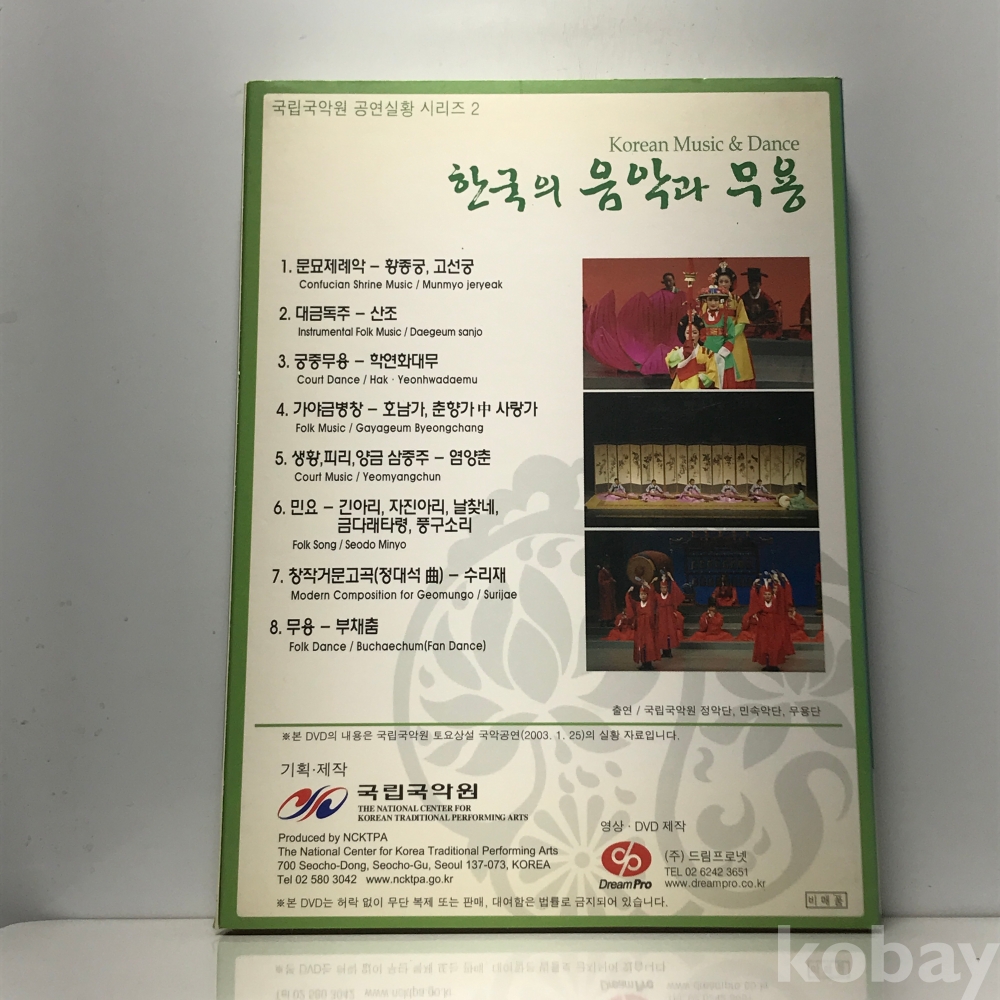 국립국악원 공연실황 시리즈 2
Korean Music & Dance
한국의 음악과 무용
1. 문묘제례악 – 황종궁, 고선궁
Confucian Shrine Music / Munmyo jeryeak
2. 대금독주 – 산조
Instrumental Folk Music / Daegeum sanjo
3. 궁중무용 – 학연화대무
Court Dance / Hak · Yeonhwadaemu
4. 가야금병창 – 호남가, 춘향가 中 사랑가
Folk Music / Gayageum Byeongchang
5. 생황,피리,양금 삼중주 – 염양춘
Court Music / Yeomyangchun
6. 민요 – 긴아리, 자진아리, 날찾네,
금다래타령, 풍구소리
Folk Song / Seodo Minyo
7. 창작거문고곡(정대석 曲) – 수리재
Modern Composition for Geomungo / Surijae
8. 무용 – 부채춤
Folk Dance / Buchaechum(Fan Dance)
출연 / 국립국악원 정악단, 민속악단, 무용단
※본 DVD의 내용은 국립국악원 토요상설 국악공연(2003. 1. 25)의 실황 자료입니다.
기획·제작
국립국악원
THE NATIONAL CENTER FOR
KOREAN TRADITIONAL PERFORMING ARTS
Produced by NCKTPA
The National Center for Korea Traditional Performing Arts
700 Seocho-Dong, Seocho-Gu, Seoul 137-073, KOREA
Tel 02 580 3042 www.ncktpa.go.kr
영상 · DVD 제작
DreamPro
(주) 드림프로넷
TEL 02 6242 3651
www.dreampro.co.kr
※본 DVD는 허락 없이 무단 복제 또는 판매, 대여함은 법률로 금지되어 있습니다.
비매품
kobay